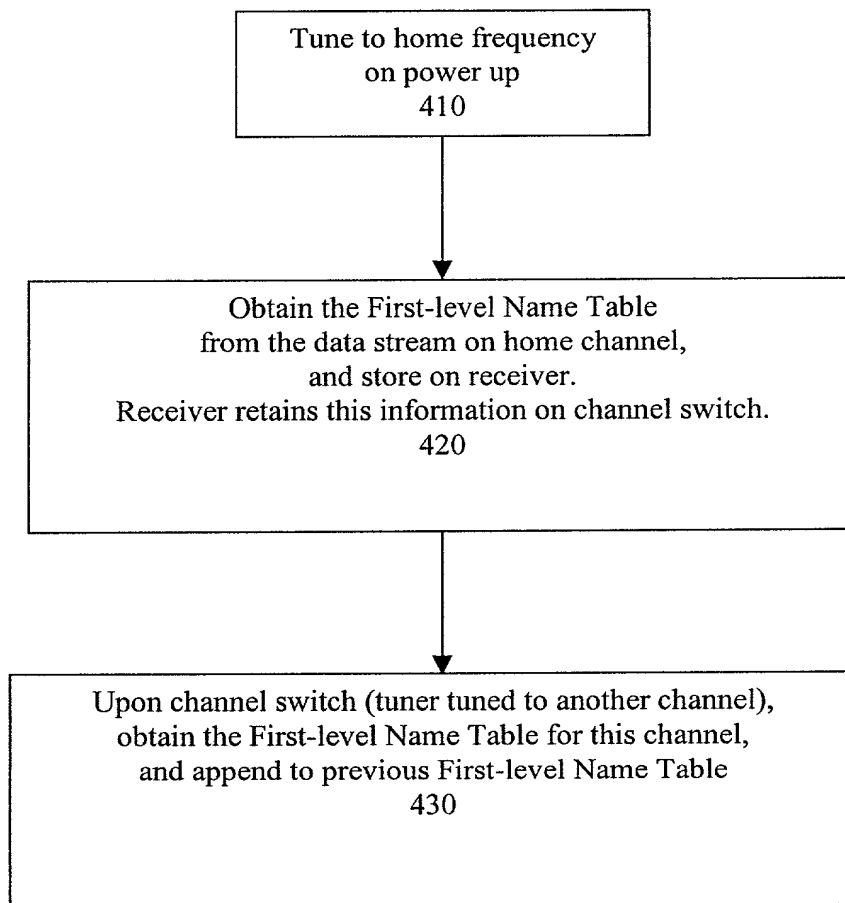 Tune to home frequency
on power up
410
Obtain the First-level Name Table
from the data stream on home channel,
and store on receiver.
Receiver retains this information on channel switch.
420
Upon channel switch (tuner tuned to another channel),
obtain the First-level Name Table for this channel,
and append to previous First-level Name Table
430